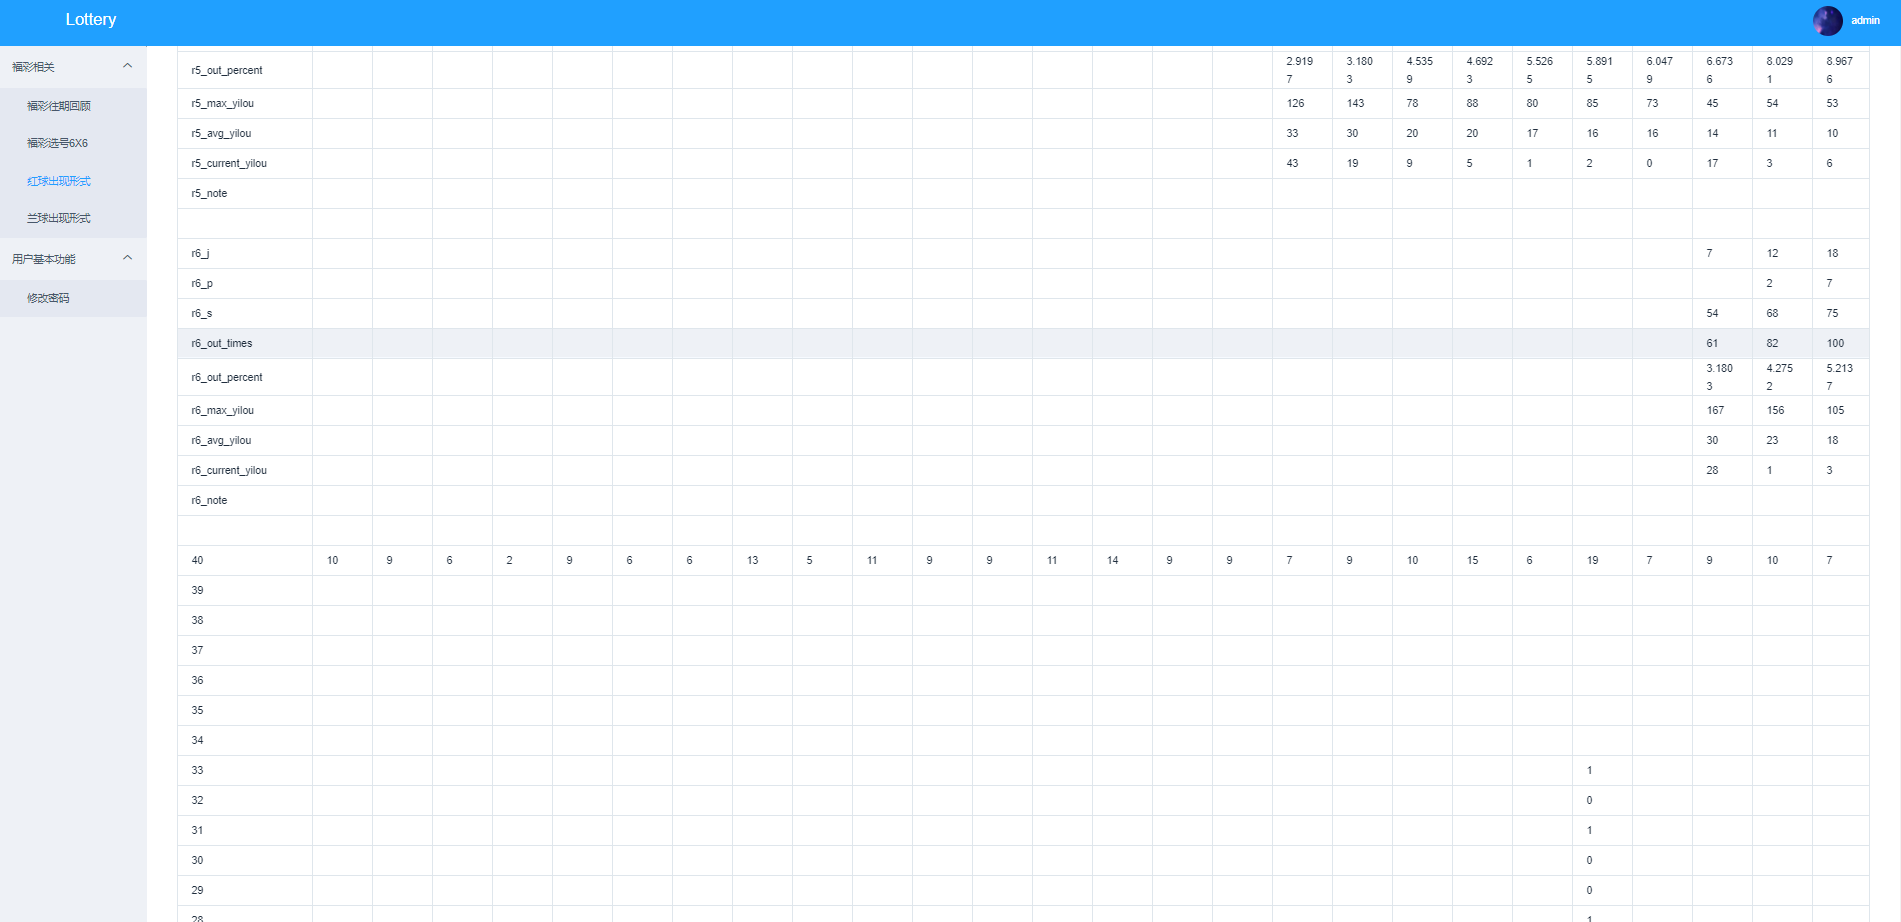 Lottery
admin
福彩相关
福彩往期回顾
福彩选号6X6
红球出现形式
兰球出现形式
用户基本功能
修改密码
r5_out_percent 2.9197 3.1803 4.5359 4.6923 5.5265 5.8915 6.0479 6.6736 8.0291 8.9676
r5_max_yilou 126 143 78 88 80 85 73 45 54 53
r5_avg_yilou 33 30 20 20 17 16 16 14 11 10
r5_current_yilou 43 19 9 5 1 2 0 17 3 6
r5_note
r6_j 7 12 18
r6_p 2 7
r6_s 54 68 75
r6_out_times 61 82 100
r6_out_percent 3.1803 4.2752 5.2137
r6_max_yilou 167 156 105
r6_avg_yilou 30 23 18
r6_current_yilou 28 1 3
r6_note
40 10 9 6 2 9 6 6 13 5 11 9 9 11 14 9 9 7 9 10 15 6 19 7 9 10 7
39
38
37
36
35
34
33 1
32 0
31 1
30 0
29 0
28 1